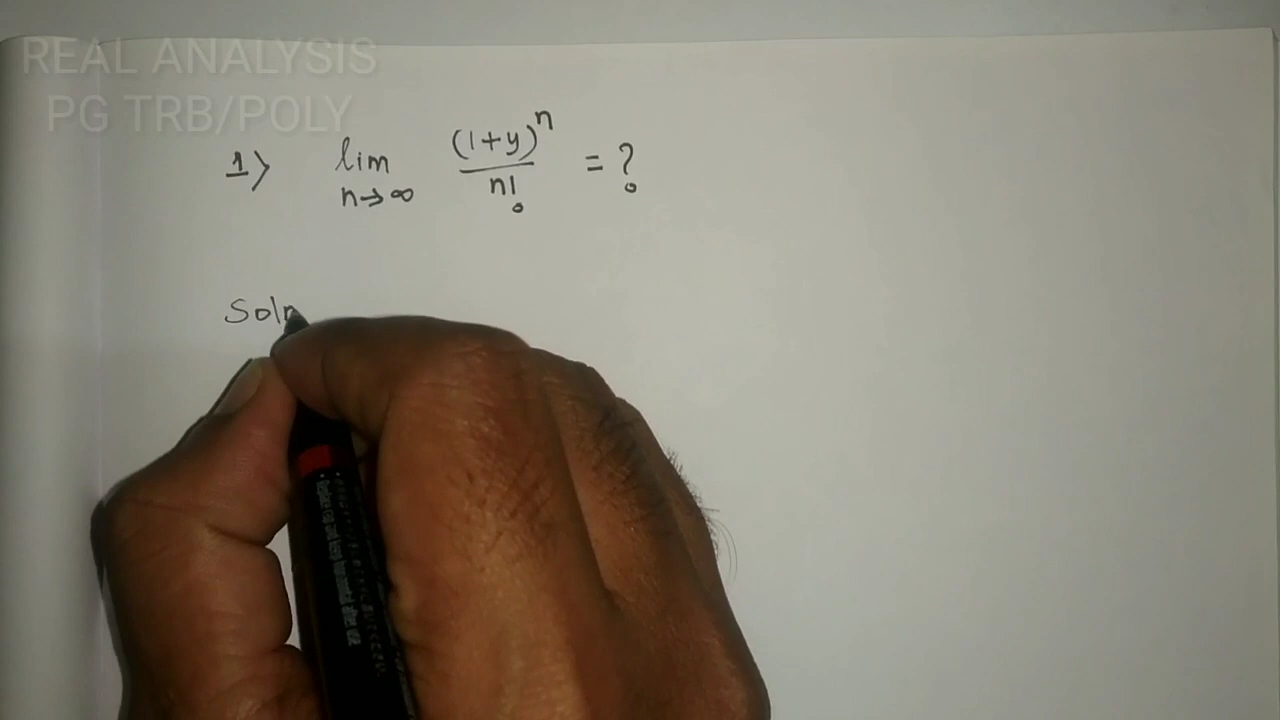 REAL ANALYSIS
PG TRB/POLY
1) lim n→∞ (1+y)^n / n! = ?
Soln